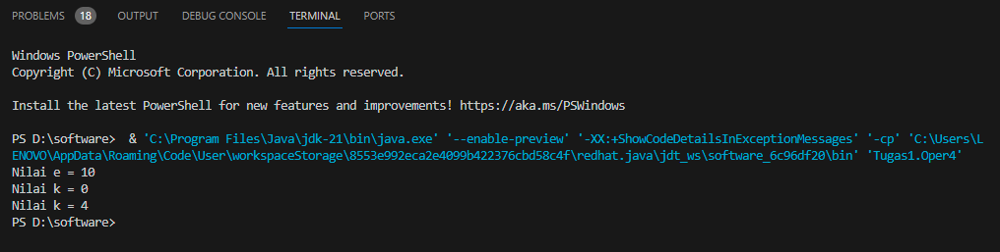 PROBLEMS 18 OUTPUT DEBUG CONSOLE TERMINAL PORTS
Windows PowerShell
Copyright (C) Microsoft Corporation. All rights reserved.
Install the latest PowerShell for new features and improvements! https://aka.ms/PSWindows
PS D:\software>  & 'C:\Program Files\Java\jdk-21\bin\java.exe' '--enable-preview' '-XX:+ShowCodeDetailsInExceptionMessages' '-cp' 'C:\Users\L
ENOVO\AppData\Roaming\Code\User\workspaceStorage\8553e992eca2e4099b422376cbd58c4f\redhat.java\jdt_ws\software_6c96df20\bin' 'Tugas1.Oper4'
Nilai e = 10
Nilai k = 0
Nilai k = 4
PS D:\software>